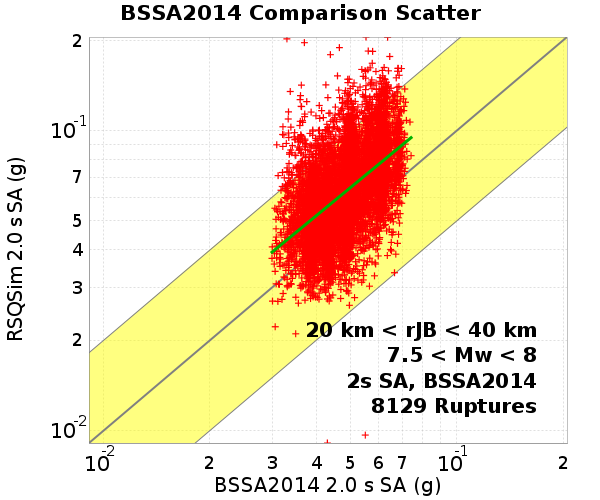 BSSA2014 Comparison Scatter
RSQSim 2.0 s SA (g)
2
10⁻¹
7
5
4
3
2
10⁻²
20 km < rJB < 40 km
7.5 < Mw < 8
2s SA, BSSA2014
8129 Ruptures
10⁻² 2 3 4 5 6 7 10⁻¹ 2
BSSA2014 2.0 s SA (g)